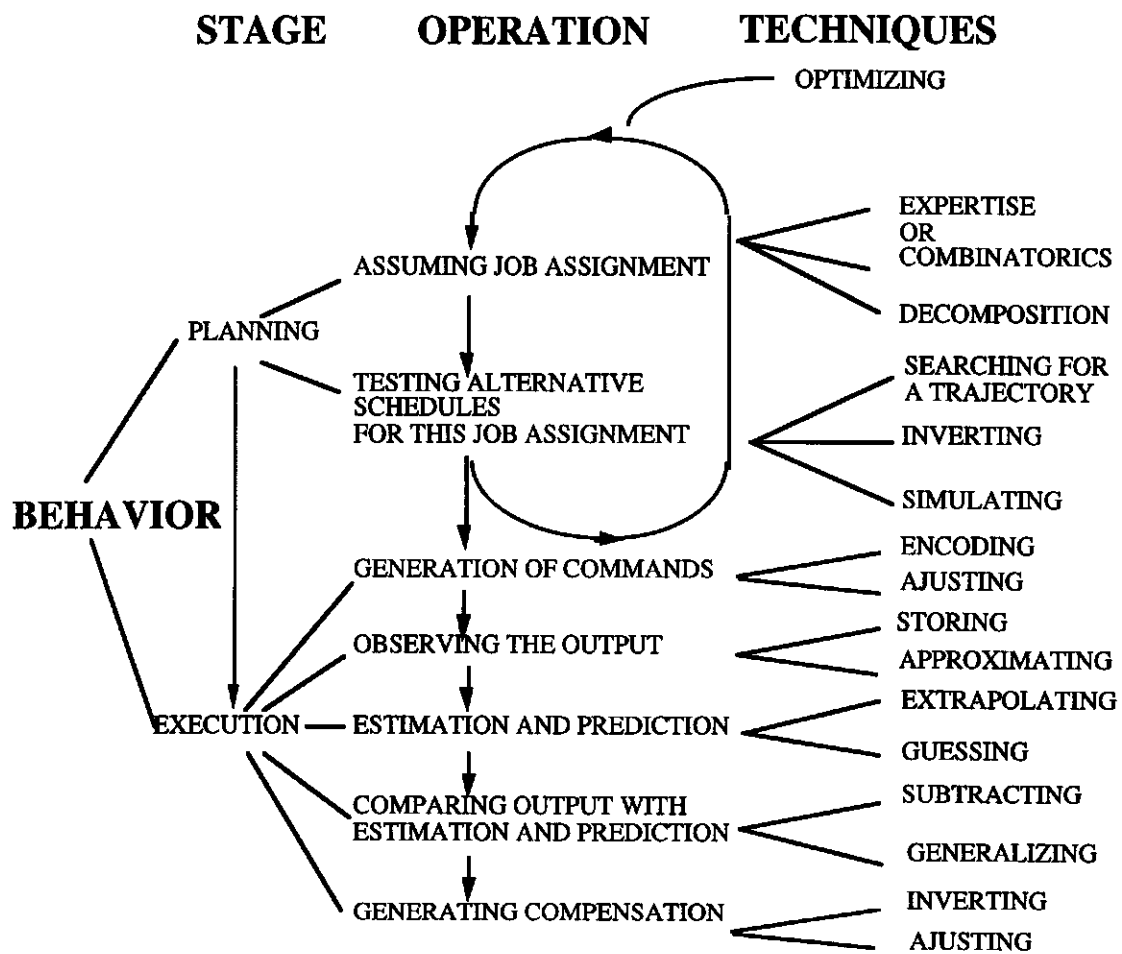 STAGE OPERATION TECHNIQUES
OPTIMIZING
EXPERTISE
OR
COMBINATORICS
ASSUMING JOB ASSIGNMENT
DECOMPOSITION
PLANNING
TESTING ALTERNATIVE
SCHEDULES
FOR THIS JOB ASSIGNMENT
SEARCHING FOR
A TRAJECTORY
INVERTING
SIMULATING
BEHAVIOR
GENERATION OF COMMANDS
ENCODING
AJUSTING
OBSERVING THE OUTPUT
STORING
APPROXIMATING
EXECUTION
ESTIMATION AND PREDICTION
EXTRAPOLATING
GUESSING
COMPARING OUTPUT WITH
ESTIMATION AND PREDICTION
SUBTRACTING
GENERALIZING
GENERATING COMPENSATION
INVERTING
AJUSTING